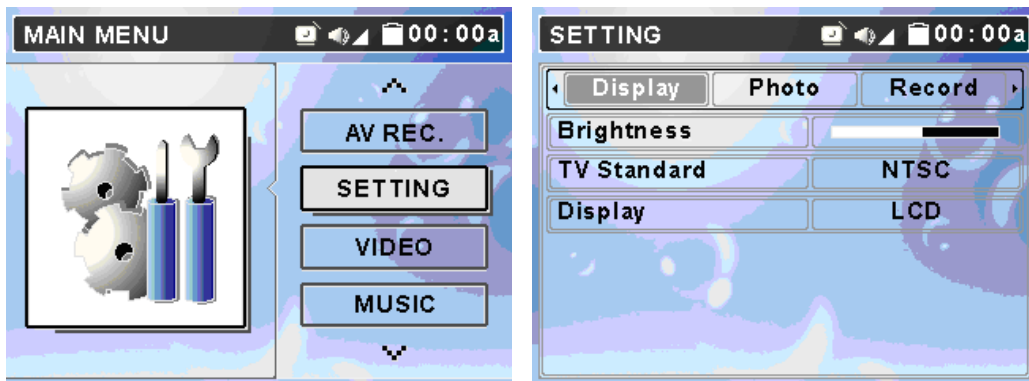 MAIN MENU 00:00a
AV REC.
SETTING
VIDEO
MUSIC
SETTING 00:00a
Display Photo Record
Brightness
TV Standard NTSC
Display LCD